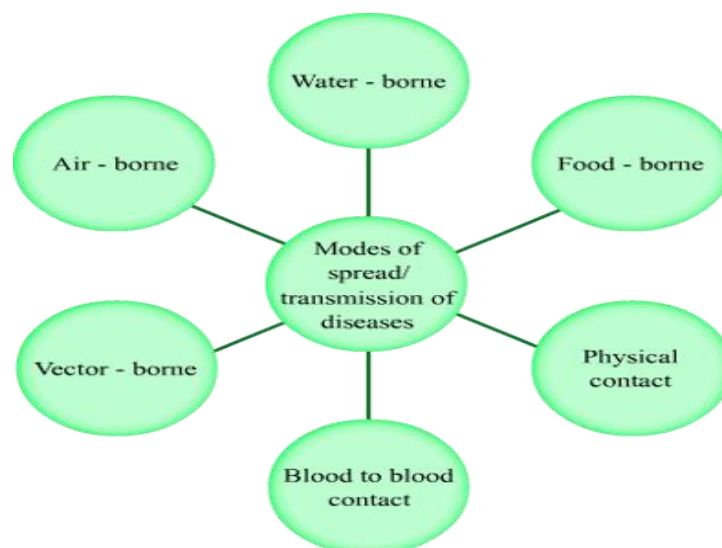 Water - borne
Air - borne
Food - borne
Modes of
spread/
transmission of
diseases
Vector - borne
Physical
contact
Blood to blood
contact